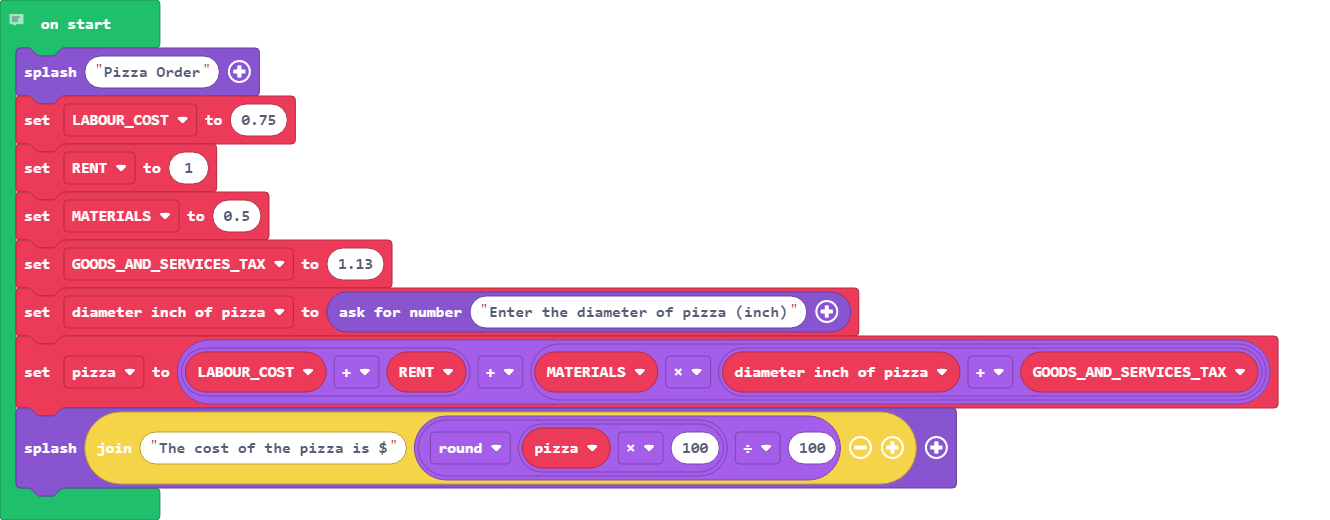 on start
splash "Pizza Order"
set LABOUR_COST to 0.75
set RENT to 1
set MATERIALS to 0.5
set GOODS_AND_SERVICES_TAX to 1.13
set diameter inch of pizza to ask for number "Enter the diameter of pizza (inch)"
set pizza to LABOUR_COST + RENT + MATERIALS × diameter inch of pizza + GOODS_AND_SERVICES_TAX
splash join "The cost of the pizza is $" round pizza × 100 ÷ 100